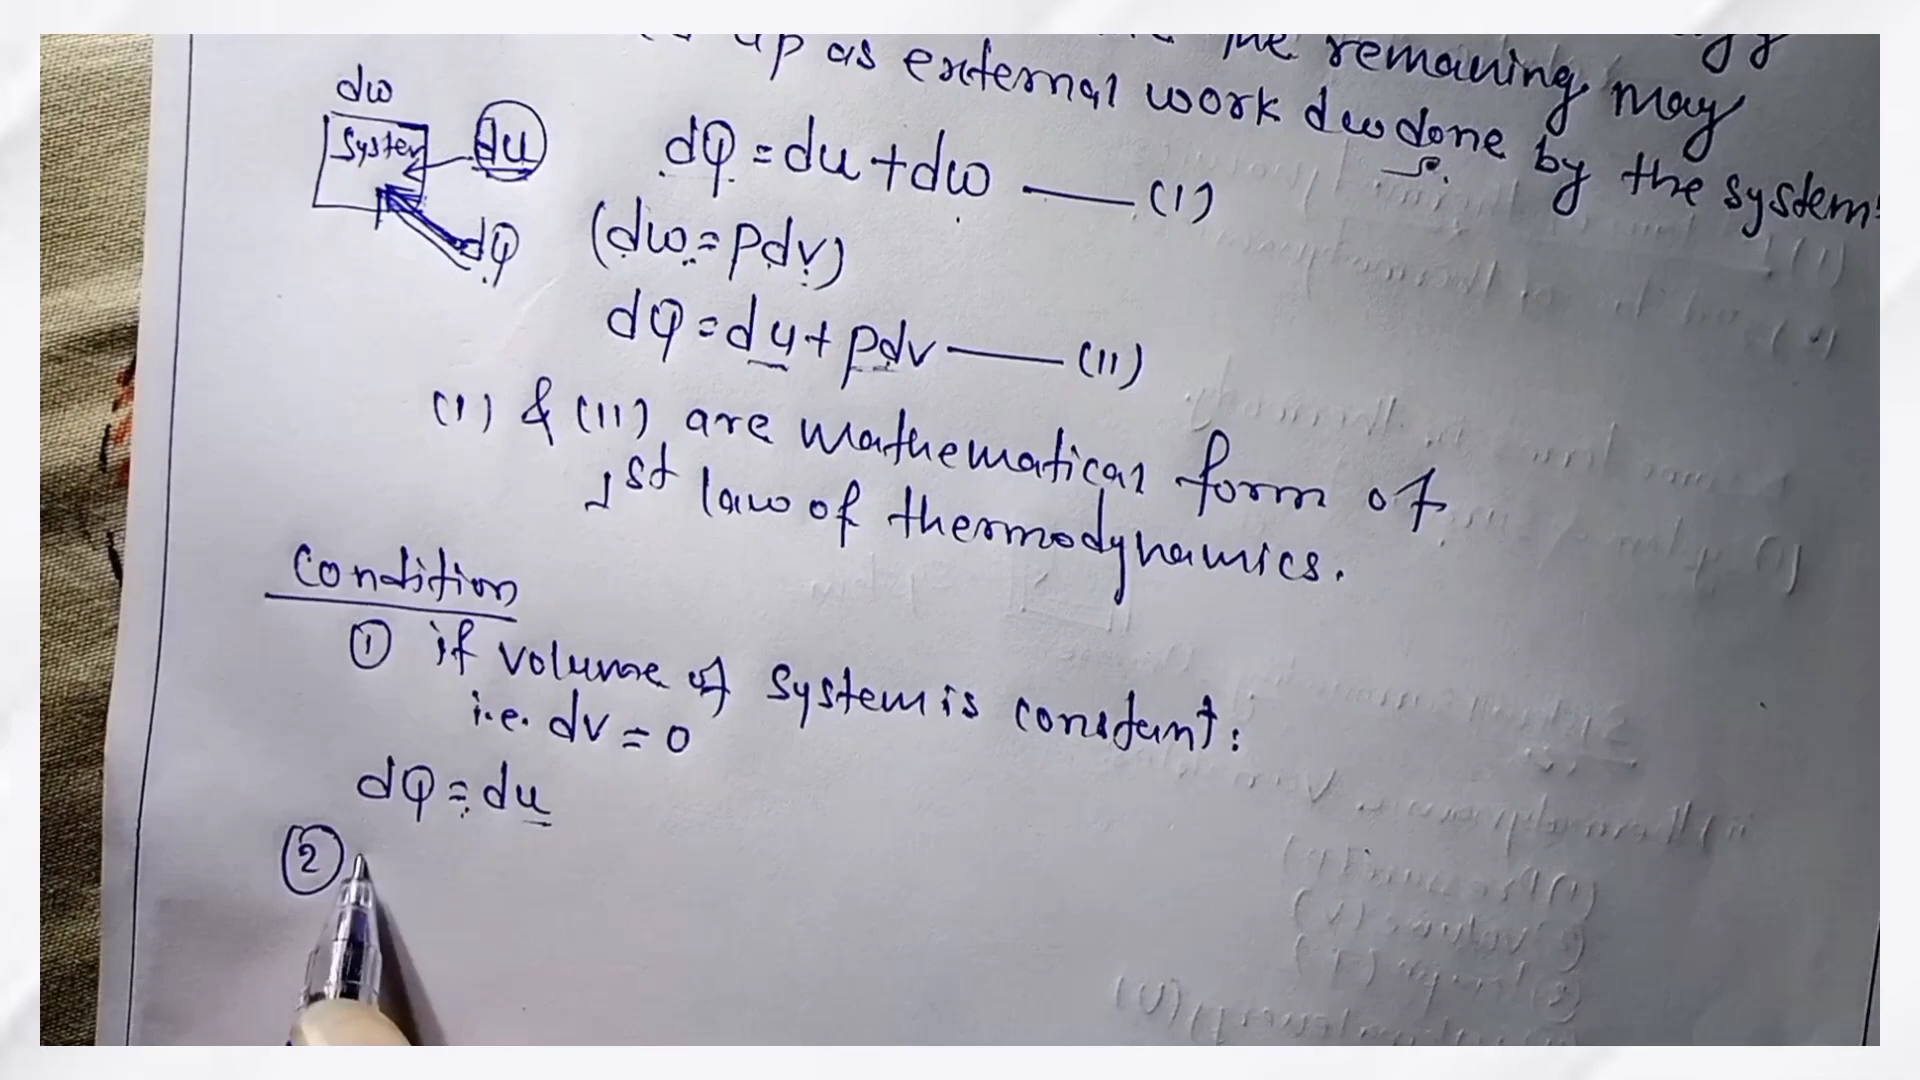 up as external work dw done by the system.
the remaining may
dw
system
du
dQ
dQ = du + dw —— (I)
(dw = pdv)
dQ = du + pdv —— (II)
(I) & (II) are mathematical form of
1st law of thermodynamics.
Condition
① if volume of system is constant:
i.e. dv = 0
dQ = du
②